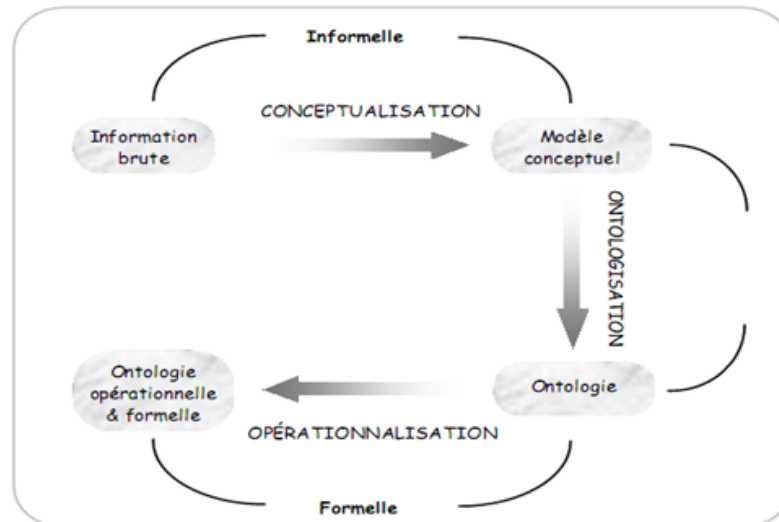 Informelle
CONCEPTUALISATION
Information
brute
Modèle
conceptuel
ONTOLOGISATION
Ontologie
opérationnelle
& formelle
Ontologie
OPÉRATIONNALISATION
Formelle